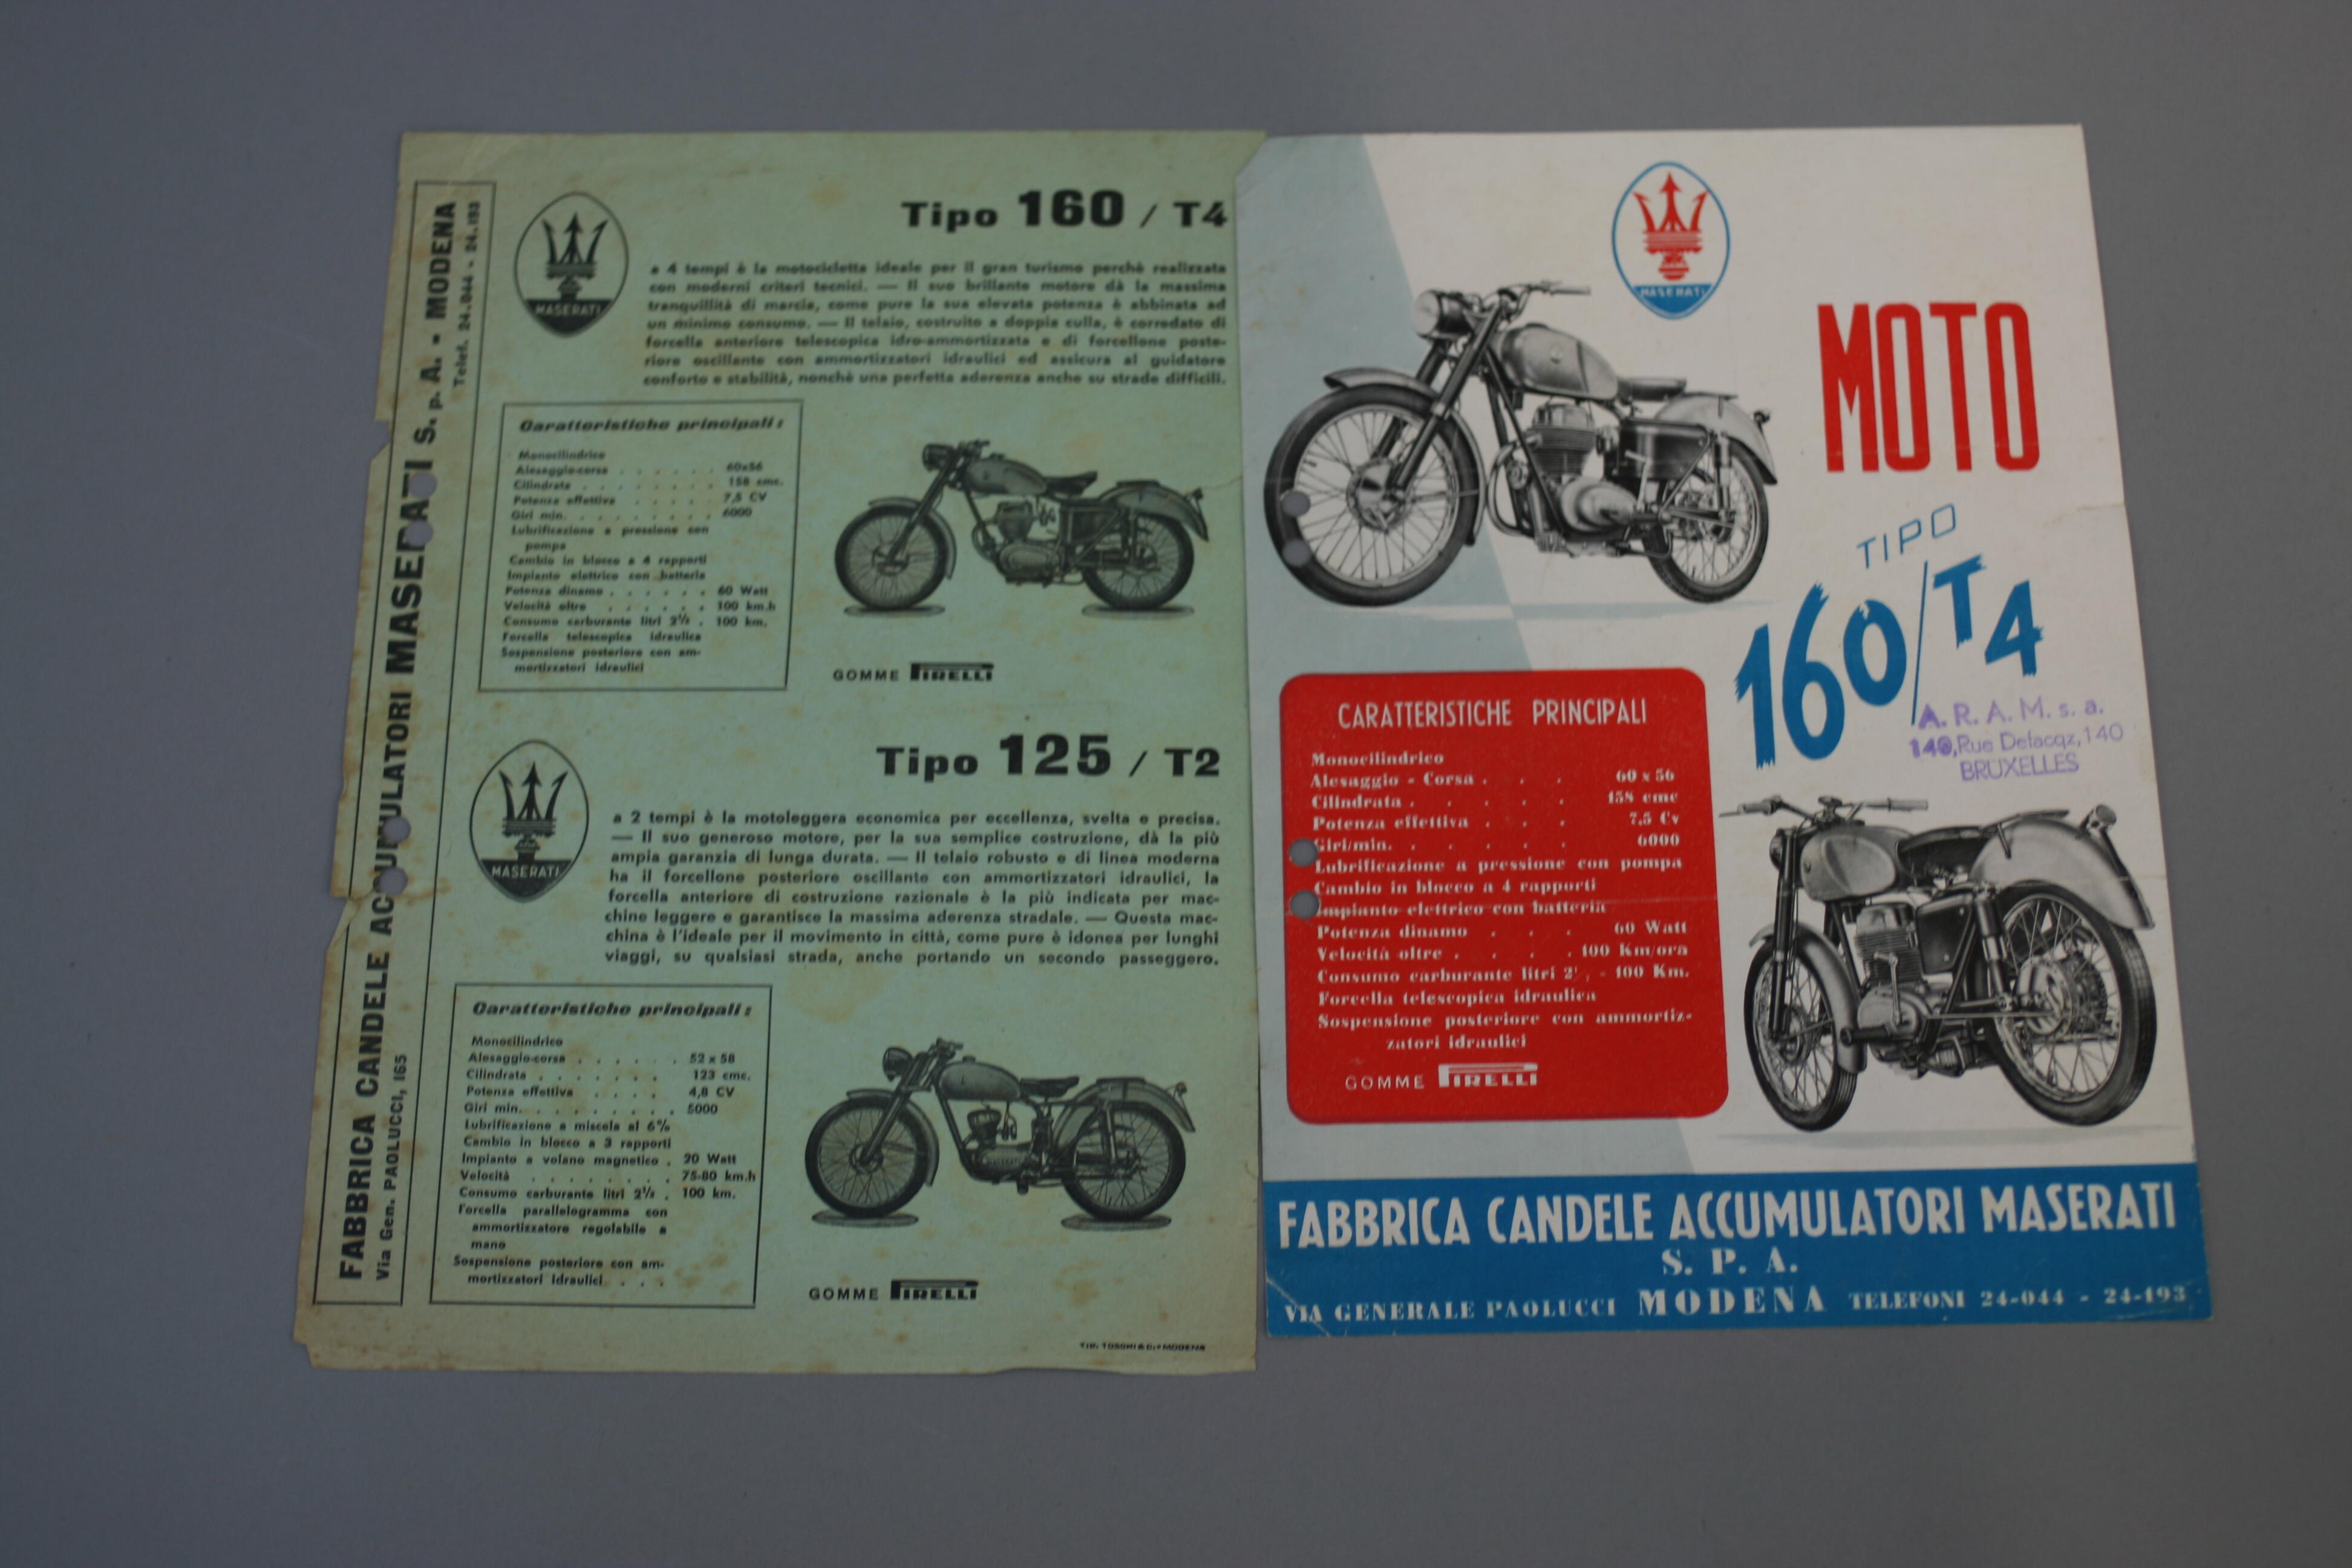 FABBRICA CANDELE ACCUMULATORI MASERATI S. p. A. - MODENA
Via Gen. PAOLUCCI, 165
Telef. 24.044 - 24.193
MASERATI
Tipo 160 / T4
a 4 tempi è la motocicletta ideale per il gran turismo perchè realizzata
con moderni criteri tecnici. — Il suo brillante motore dà la massima
tranquillità di marcia, come pure la sua elevata potenza è abbinata ad
un minimo consumo. — Il telaio, costruito a doppia culla, è corredato di
forcella anteriore telescopica idro-ammortizzata e di forcellone poste-
riore oscillante con ammortizzatori idraulici ed assicura al guidatore
conforto e stabilità, nonchè una perfetta aderenza anche su strade difficili.
Caratteristiche principali :
Monocilindrico
Alesaggio-corsa . . . . . . 60x56
Cilindrata . . . . . . . . 158 cmc.
Potenza effettiva . . . . . 7,5 CV
Giri min. . . . . . . . . 6000
Lubrificazione a pressione con
pompa
Cambio in blocco a 4 rapporti
Impianto elettrico con batteria
Potenza dinamo . . . . . . 60 Watt
Velocità oltre . . . . . . 100 km.h
Consumo carburante litri 2½ . 100 km.
Forcella telescopica idraulica
Sospensione posteriore con am-
mortizzatori idraulici
GOMME PIRELLI
MASERATI
Tipo 125 / T2
a 2 tempi è la motoleggera economica per eccellenza, svelta e precisa.
— Il suo generoso motore, per la sua semplice costruzione, dà la più
ampia garanzia di lunga durata. — Il telaio robusto e di linea moderna
ha il forcellone posteriore oscillante con ammortizzatori idraulici, la
forcella anteriore di costruzione razionale è la più indicata per mac-
chine leggere e garantisce la massima aderenza stradale. — Questa mac-
china è l'ideale per il movimento in città, come pure è idonea per lunghi
viaggi, su qualsiasi strada, anche portando un secondo passeggero.
Caratteristiche principali :
Monocilindrico
Alesaggio-corsa . . . . . . 52 x 58
Cilindrata . . . . . . . 123 cmc.
Potenza effettiva . . . . 4,8 CV
Giri min. . . . . . . . . 5000
Lubrificazione a miscela al 6%
Cambio in blocco a 3 rapporti
Impianto a volano magnetico . 20 Watt
Velocità . . . . . . . . 75-80 km.h
Consumo carburante litri 2½ . 100 km.
Forcella parallelogramma con
ammortizzatore regolabile a
mano
Sospensione posteriore con am-
mortizzatori idraulici . . .
GOMME PIRELLI
TIP. TOSCHI & C. - MODENA
MASERATI
MOTO
TIPO
160/T4
A. R. A. M. s. a.
140, Rue Defacqz, 140
BRUXELLES
CARATTERISTICHE PRINCIPALI
Monocilindrico
Alesaggio - Corsa . . . 60 x 56
Cilindrata . . . . . 158 cmc
Potenza effettiva . . . 7.5 Cv
Giri/min. . . . . . 6000
Lubrificazione a pressione con pompa
Cambio in blocco a 4 rapporti
Impianto elettrico con batteria
Potenza dinamo . . . 60 Watt
Velocità oltre . . . . 100 Km/ora
Consumo carburante litri 2 - 100 Km.
Forcella telescopica idraulica
Sospensione posteriore con ammortiz-
zatori idraulici
GOMME PIRELLI
FABBRICA CANDELE ACCUMULATORI MASERATI
S. P. A.
VIA GENERALE PAOLUCCI MODENA TELEFONI 24-044 - 24-193